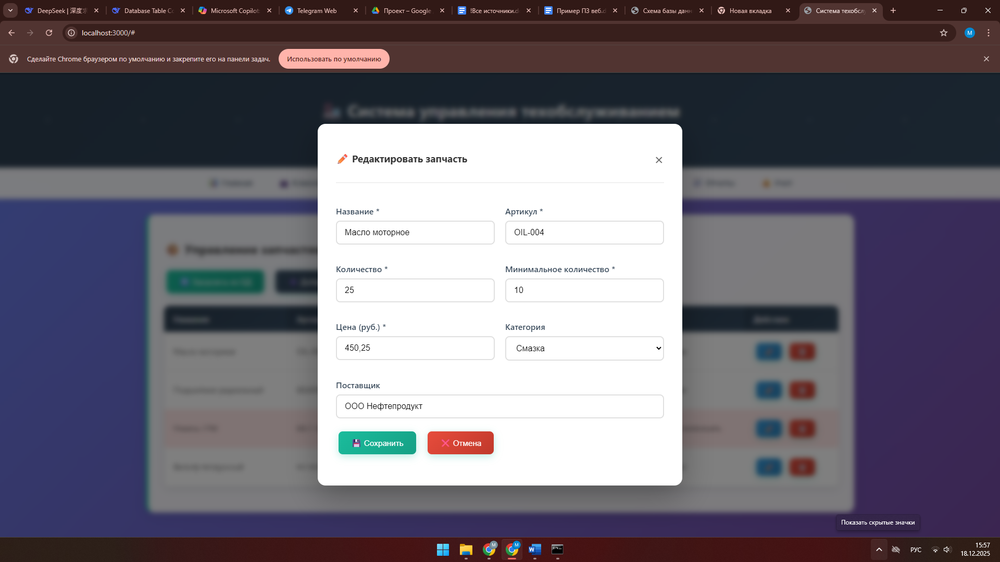 DeepSeek | 深度求
Database Table Co
Microsoft Copilot:
Telegram Web
Проект – Google
!Все источники.d
Пример ПЗ веб.d
Схема базы данн
Новая вкладка
Система техобслу
localhost:3000/#
M
Сделайте Chrome браузером по умолчанию и закрепите его на панели задач.
Использовать по умолчанию
Система управления техобслуживанием
Редактировать запчасть
Название *
Артикул *
Масло моторное
OIL-004
Количество *
Минимальное количество *
25
10
Цена (руб.) *
Категория
450,25
Смазка
Поставщик
ООО Нефтепродукт
Сохранить
Отмена
Показать скрытые значки
РУС
15:57
18.12.2025